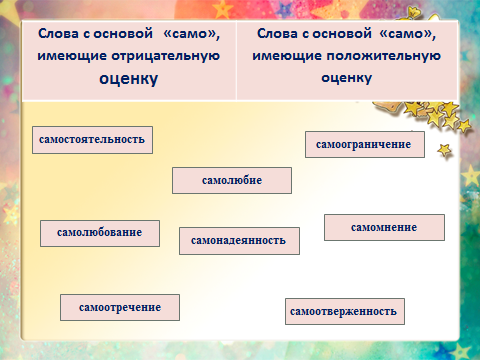 Слова с основой «само»,
имеющие отрицательную
оценку
Слова с основой «само»,
имеющие положительную
оценку
самостоятельность
самоограничение
самолюбие
самомнение
самолюбование
самонадеянность
самоотречение
самоотверженность